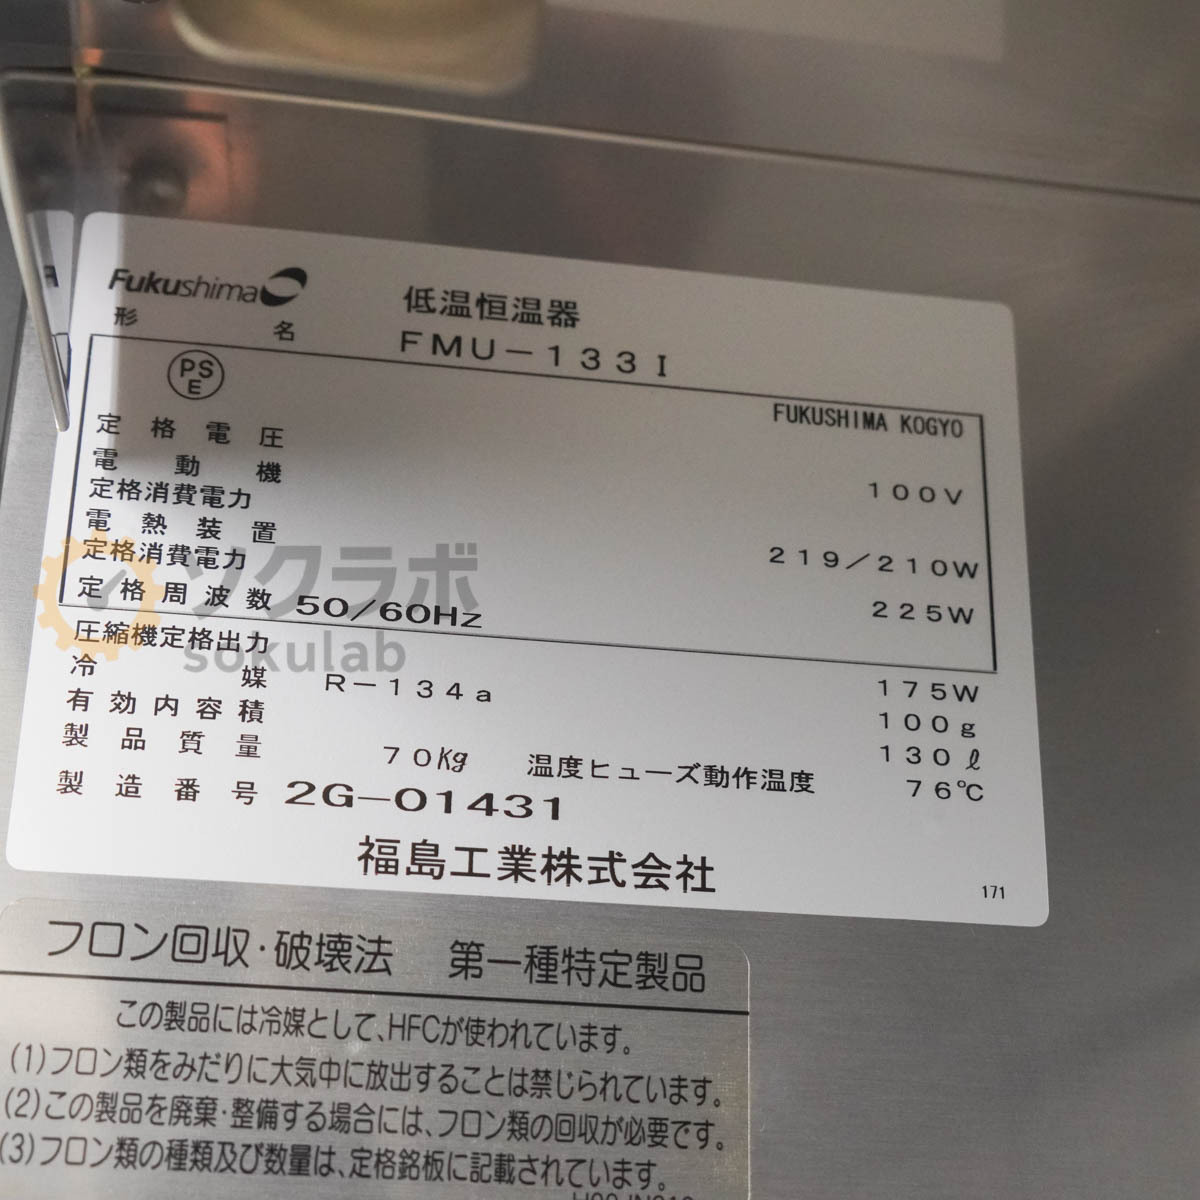 Fukushima
低温恒温器
形名 FMU-133I
PS
E
FUKUSHIMA KOGYO
定格電圧 100V
電動機
定格消費電力 219/210W
電熱装置
定格消費電力 225W
定格周波数 50/60Hz
圧縮機定格出力 175W
冷媒 R-134a 100g
有効内容積 130ℓ
製品質量 70Kg 温度ヒューズ動作温度 76℃
製造番号 2G-01431
福島工業株式会社
171
ソクラボ
sokulab
フロン回収・破壊法 第一種特定製品
この製品には冷媒として、HFCが使われています。
(1)フロン類をみだりに大気中に放出することは禁じられています。
(2)この製品を廃棄・整備する場合には、フロン類の回収が必要です。
(3)フロン類の種類及び数量は、定格銘板に記載されています。